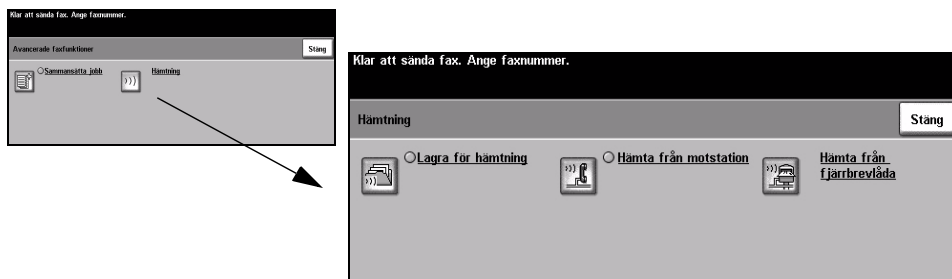 Klar att sända fax. Ange faxnummer.
Avancerade faxfunktioner
Stäng
Sammansätta jobb
Hämtning
Klar att sända fax. Ange faxnummer.
Hämtning
Stäng
Lagra för hämtning
Hämta från motstation
Hämta från
fjärrbrevlåda